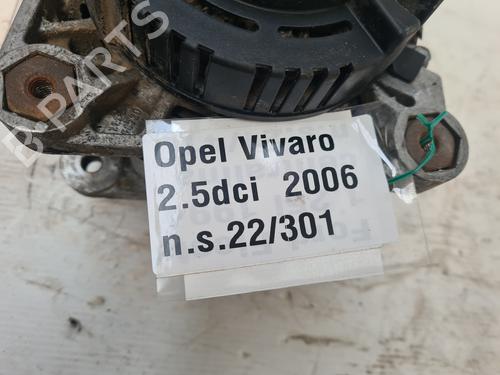 B-PARTS
Opel Vivaro
2.5dci 2006
n.s.22/301